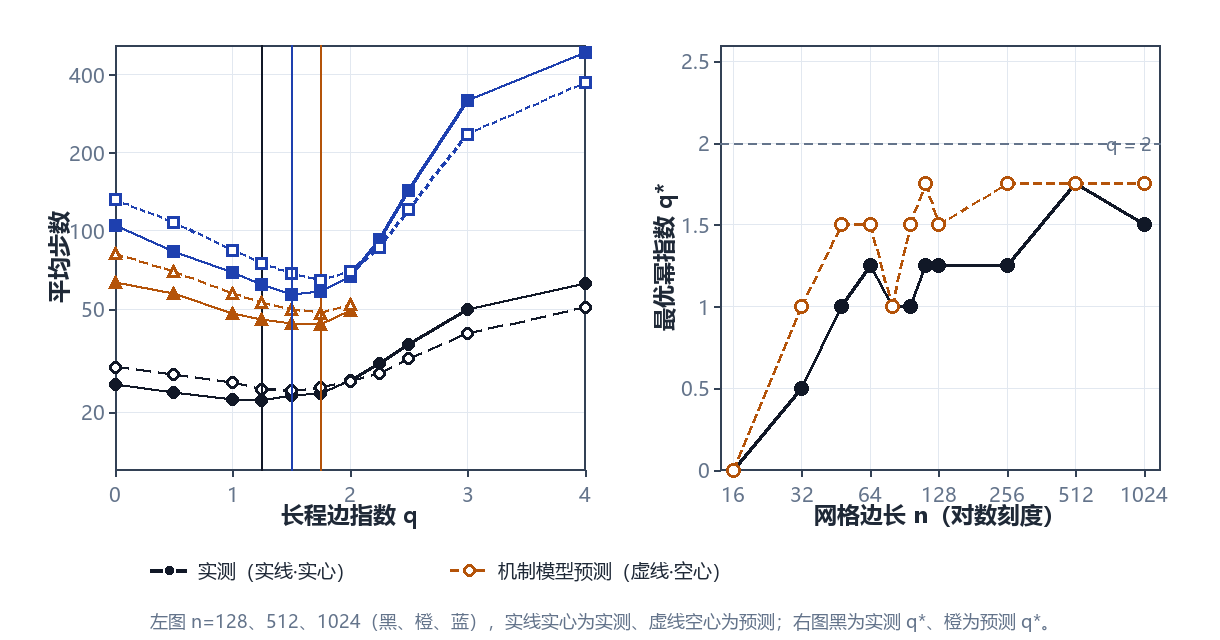 400
200
100
50
20
平均步数
0
1
2
3
4
长程边指数 q
2.5
2
1.5
1
0.5
0
最优幂指数 q*
q = 2
16
32
64
128
256
512
1024
网格边长 n（对数刻度）
实测（实线·实心）
机制模型预测（虚线·空心）
左图 n=128、512、1024（黑、橙、蓝），实线实心为实测、虚线空心为预测；右图黑为实测 q*、橙为预测 q*。